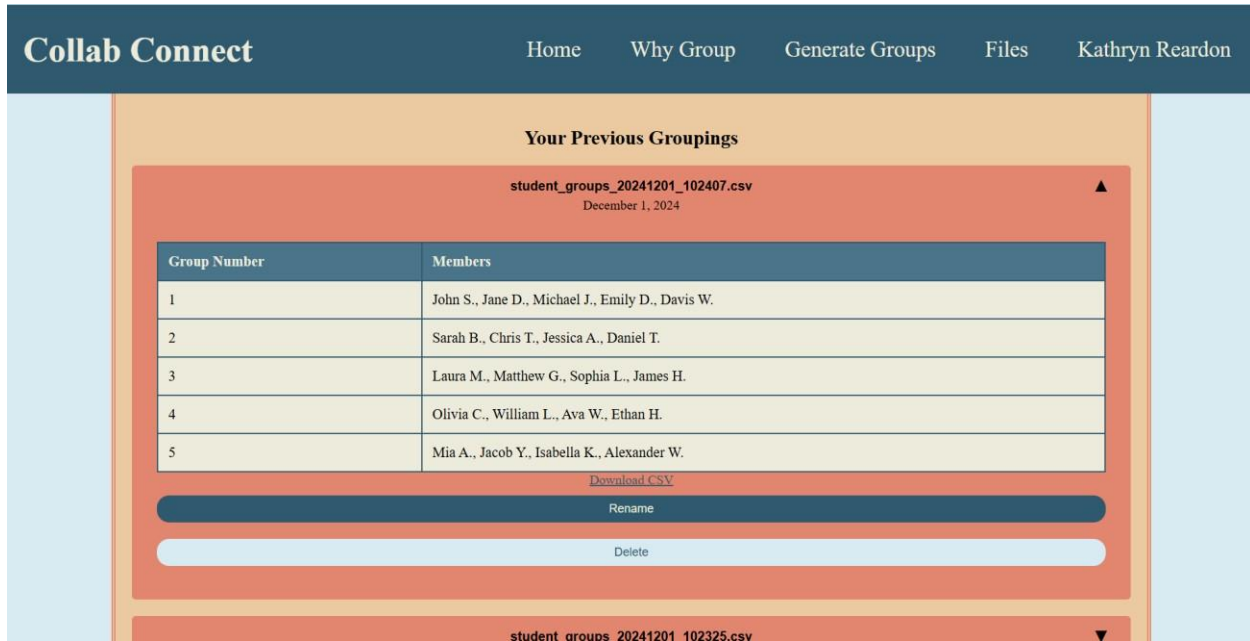 Collab Connect Home Why Group Generate Groups Files Kathryn Reardon
Your Previous Groupings
student_groups_20241201_102407.csv ▲
December 1, 2024
Group Number Members
1 John S., Jane D., Michael J., Emily D., Davis W.
2 Sarah B., Chris T., Jessica A., Daniel T.
3 Laura M., Matthew G., Sophia L., James H.
4 Olivia C., William L., Ava W., Ethan H.
5 Mia A., Jacob Y., Isabella K., Alexander W.
Download CSV
Rename
Delete
student_groups_20241201_102325.csv ▼